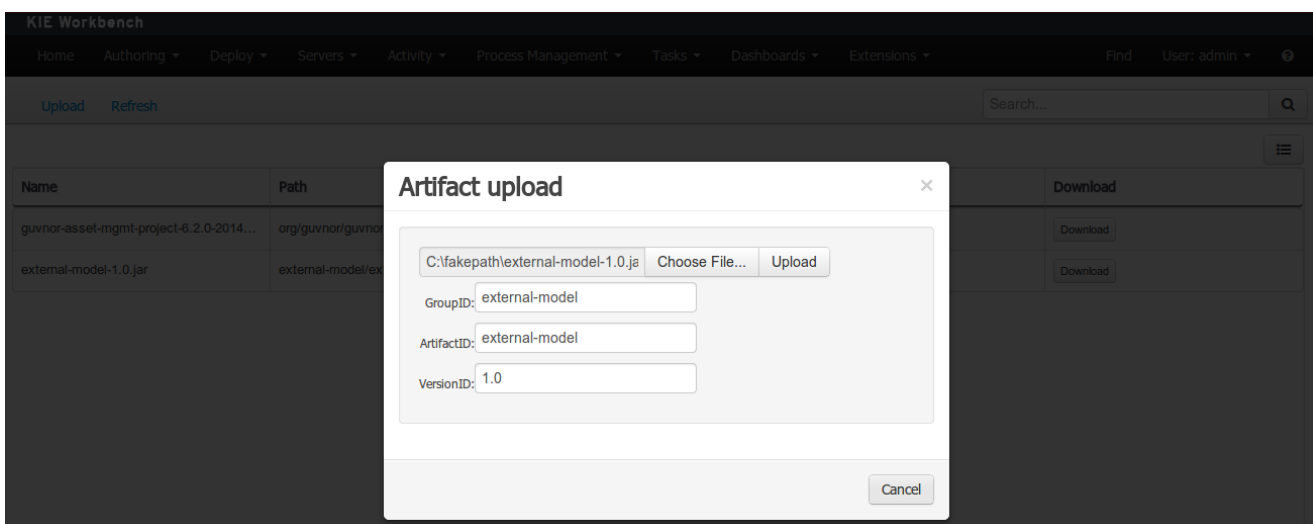 KIE Workbench
Home Authoring Deploy Servers Activity Process Management Tasks Dashboards Extensions Find User: admin
Upload Refresh Search...
Artifact upload ×
Name Path Download
guvnor-asset-mgmt-project-6.2.0-2014... org/guvnor/guvnor Download
C:\fakepath\external-model-1.0.ja Choose File... Upload
external-model-1.0.jar external-model/ex Download
GroupID: external-model
ArtifactID: external-model
VersionID: 1.0
Cancel